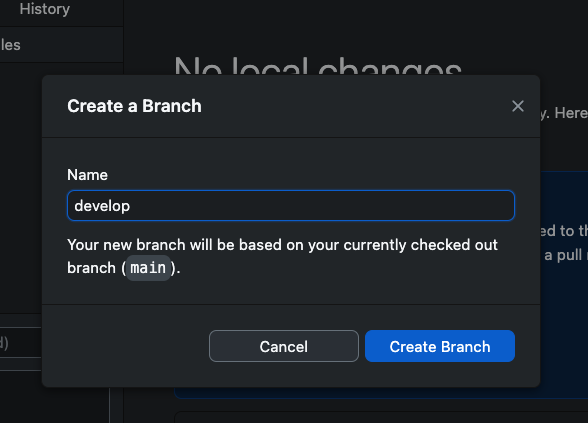 History
les
No local changes
y. Here
Create a Branch
Name
develop
Your new branch will be based on your currently checked out
branch (main).
ed to th
a pull
d)
Cancel
Create Branch